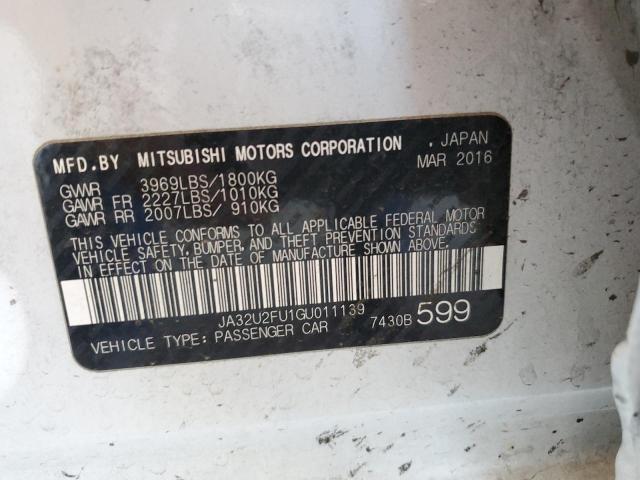 MFD.BY MITSUBISHI MOTORS CORPORATION . JAPAN
MAR 2016
GVWR 3969LBS/1800KG
GAWR FR 2227LBS/1010KG
GAWR RR 2007LBS/ 910KG
THIS VEHICLE CONFORMS TO ALL APPLICABLE FEDERAL MOTOR
VEHICLE SAFETY, BUMPER, AND THEFT PREVENTION STANDARDS
IN EFFECT ON THE DATE OF MANUFACTURE SHOWN ABOVE.
JA32U2FU1GU011139
VEHICLE TYPE: PASSENGER CAR 7430B 599